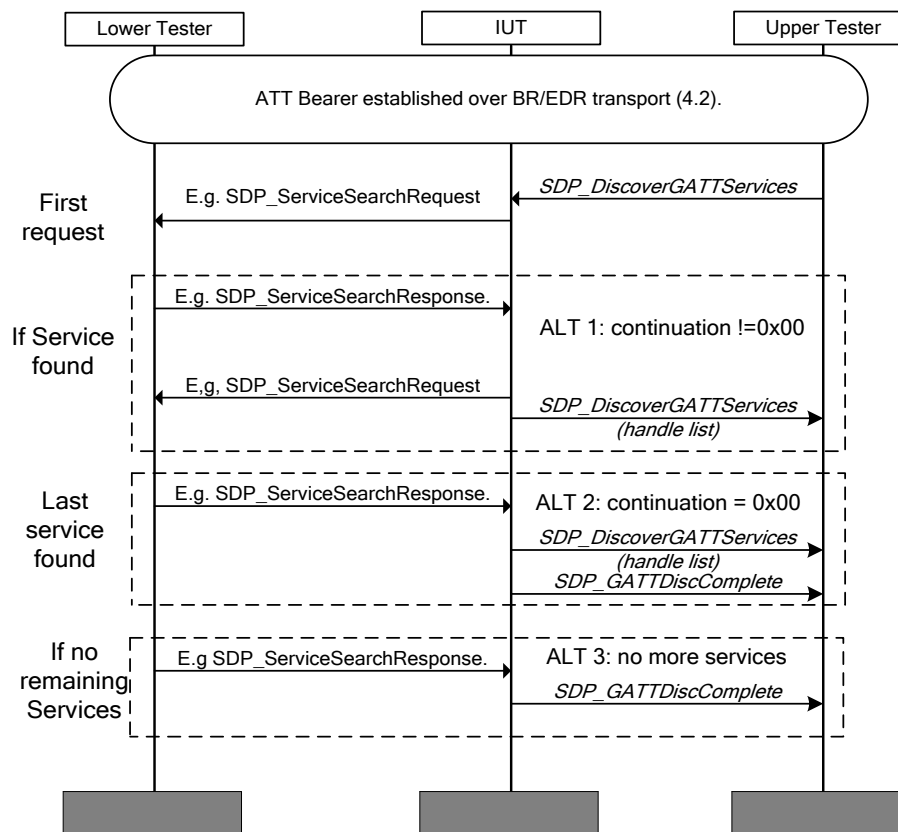 Lower Tester
IUT
Upper Tester
ATT Bearer established over BR/EDR transport (4.2).
First
request
E.g. SDP_ServiceSearchRequest
SDP_DiscoverGATTServices
If Service
found
E.g. SDP_ServiceSearchResponse.
ALT 1: continuation !=0x00
E,g, SDP_ServiceSearchRequest
SDP_DiscoverGATTServices
(handle list)
Last
service
found
E.g. SDP_ServiceSearchResponse.
ALT 2: continuation = 0x00
SDP_DiscoverGATTServices
(handle list)
SDP_GATTDiscComplete
If no
remaining
Services
E.g SDP_ServiceSearchResponse.
ALT 3: no more services
SDP_GATTDiscComplete